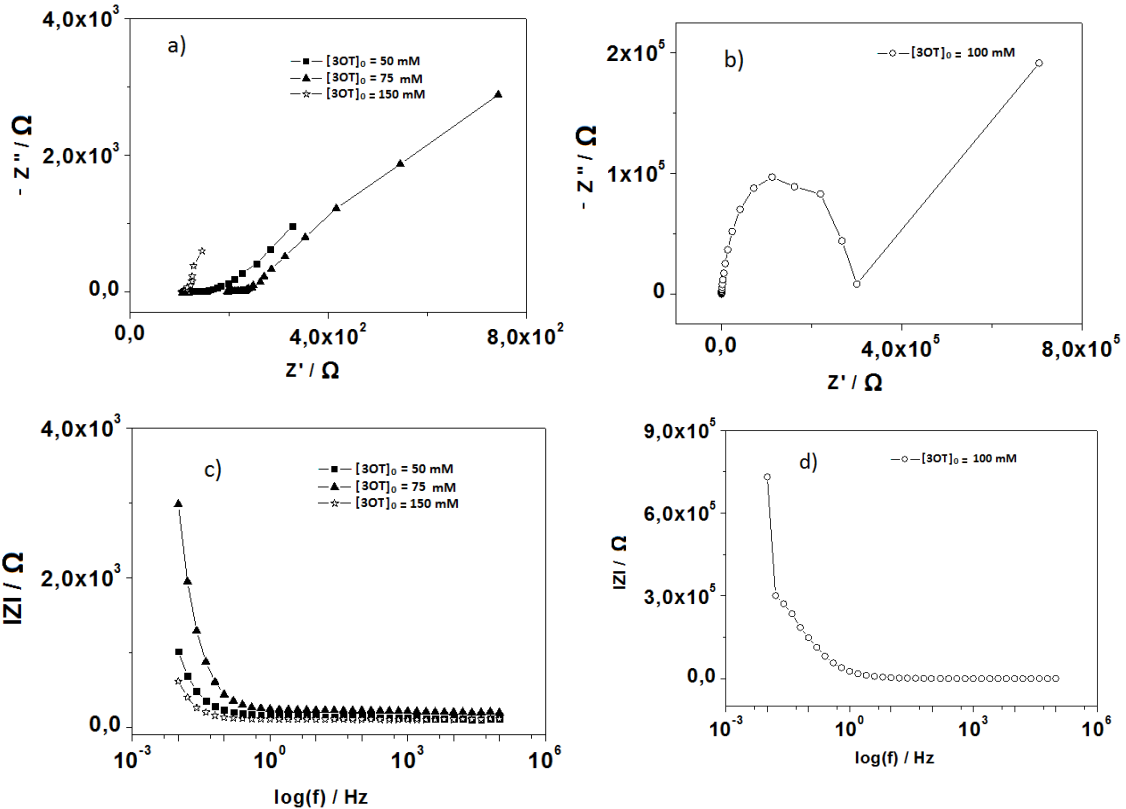 a)
[3OT]₀ = 50 mM
[3OT]₀ = 75 mM
[3OT]₀ = 150 mM
4,0x10³
2,0x10³
0,0
- Z'' / Ω
0,0
4,0x10²
8,0x10²
Z' / Ω
b)
[3OT]₀ = 100 mM
2x10⁵
1x10⁵
0
- Z'' / Ω
0,0
4,0x10⁵
8,0x10⁵
Z' / Ω
c)
[3OT]₀ = 50 mM
[3OT]₀ = 75 mM
[3OT]₀ = 150 mM
4,0x10³
2,0x10³
0,0
IZI / Ω
10⁻³
10⁰
10³
10⁶
log(f) / Hz
d)
[3OT]₀ = 100 mM
9,0x10⁵
6,0x10⁵
3,0x10⁵
0,0
IZI / Ω
10⁻³
10⁰
10³
10⁶
log(f) / Hz